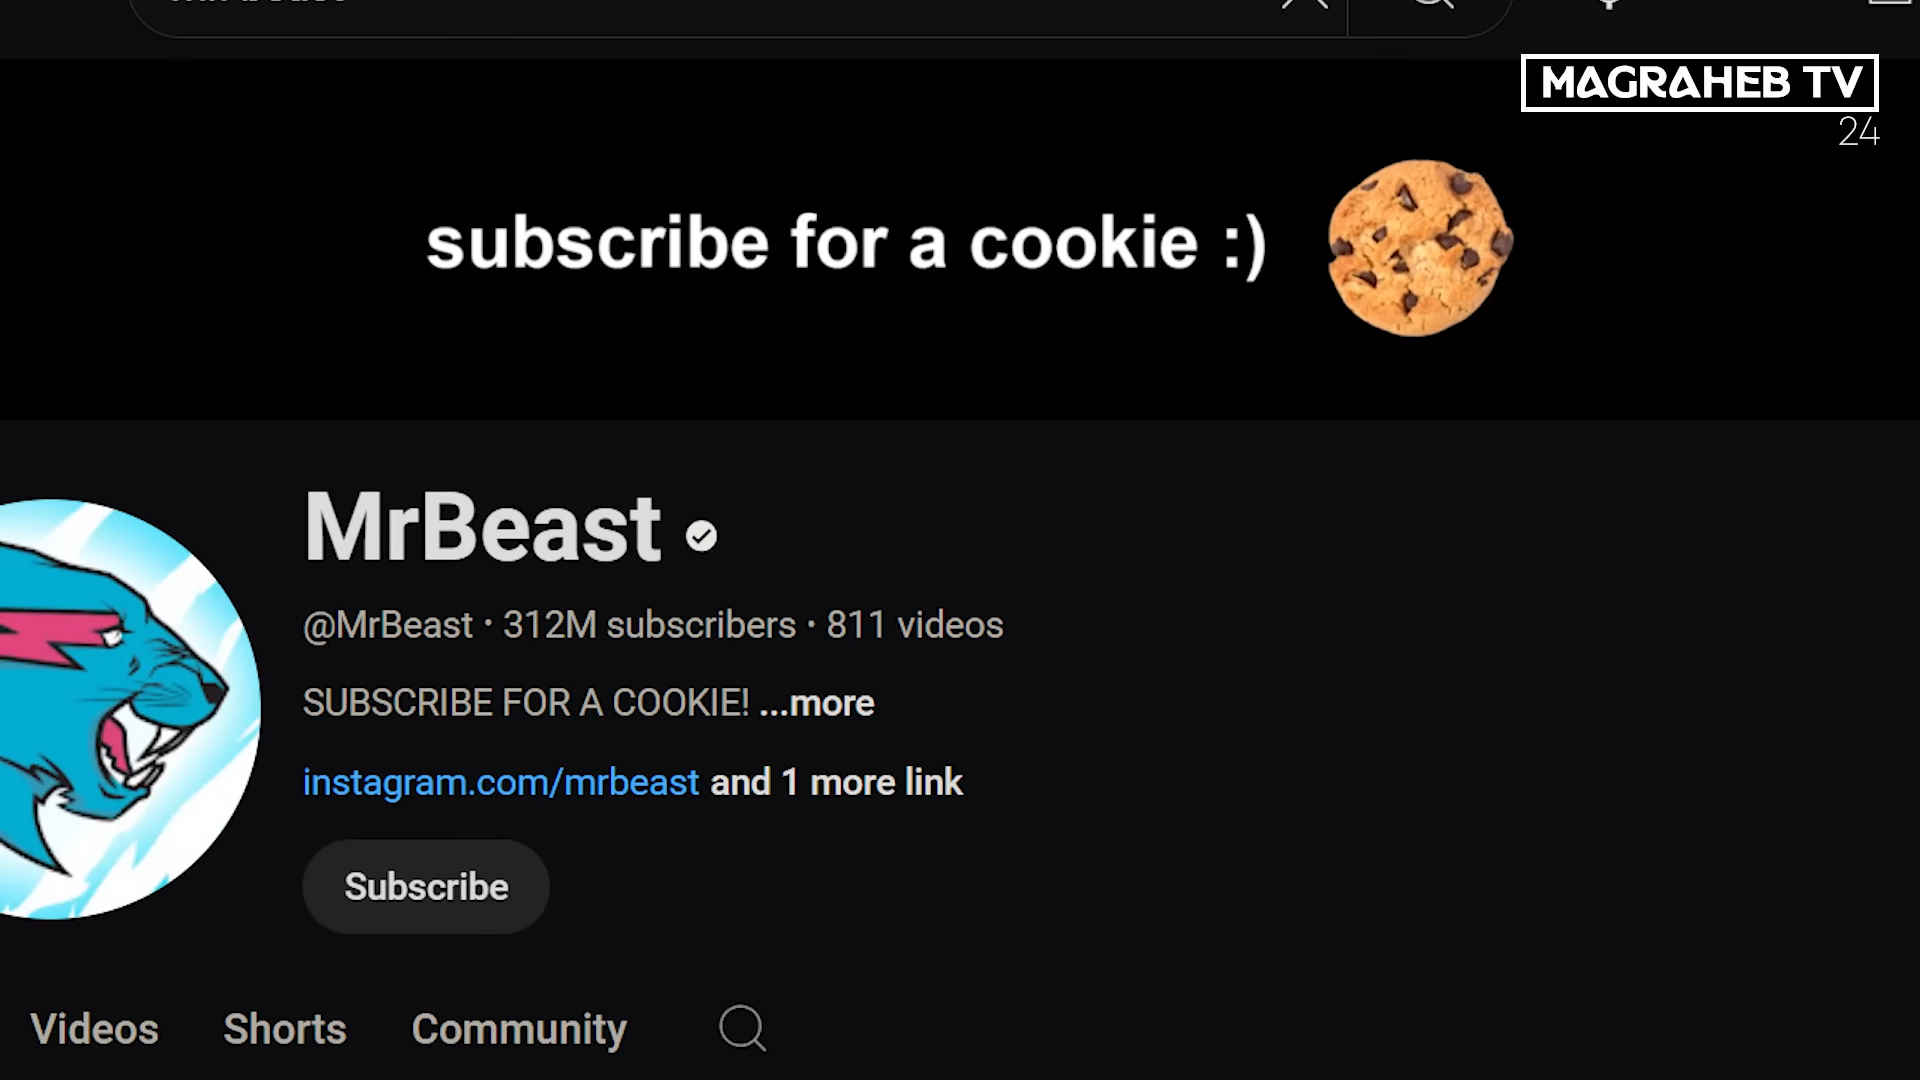 MAGRAHEB TV
24
subscribe for a cookie :)
MrBeast
@MrBeast · 312M subscribers · 811 videos
SUBSCRIBE FOR A COOKIE! ...more
instagram.com/mrbeast and 1 more link
Subscribe
Videos Shorts Community